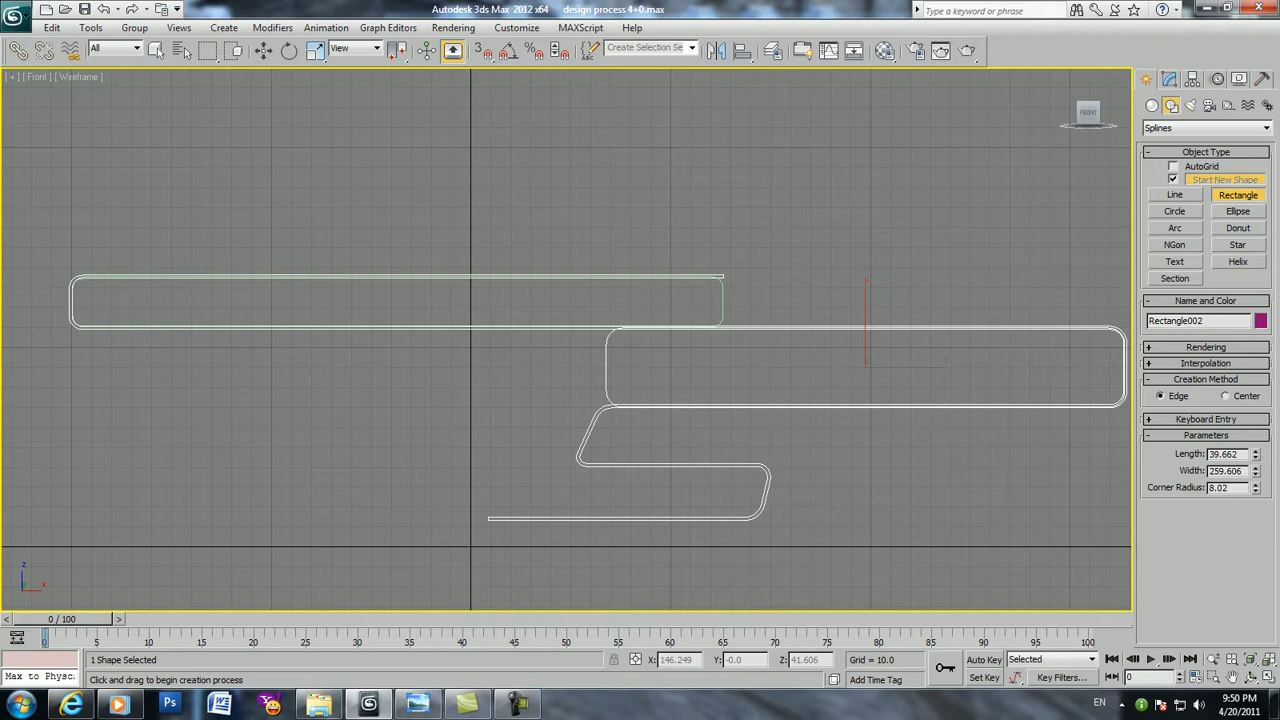 Autodesk 3ds Max 2012 x64 design process 4+0.max
Type a keyword or phrase
Edit Tools Group Views Create Modifiers Animation Graph Editors Rendering Customize MAXScript Help
All View 3 Create Selection Se
[ + ] [ Front ] [ Wireframe ]
FRONT
Splines
- Object Type
AutoGrid
Start New Shape
Line Rectangle
Circle Ellipse
Arc Donut
NGon Star
Text Helix
Section
- Name and Color
Rectangle002
+ Rendering
+ Interpolation
- Creation Method
Edge Center
+ Keyboard Entry
- Parameters
Length: 39.662
Width: 259.606
Corner Radius: 8.02
z
x
< 0 / 100 >
0 5 10 15 20 25 30 35 40 45 50 55 60 65 70 75 80 85 90 95 100
1 Shape Selected X: 146.249 Y: -0.0 Z: 41.606 Grid = 10.0 Auto Key Selected
Max to Physc: Click and drag to begin creation process Add Time Tag Set Key Key Filters... 0
Ps W EN 9:50 PM
4/20/2011